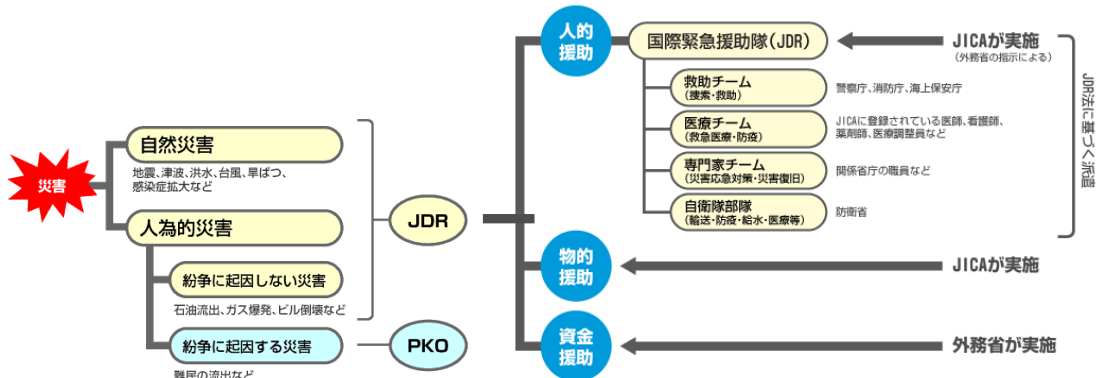 災害
自然災害
地震、津波、洪水、台風、旱ばつ、
感染症拡大など
人為的災害
紛争に起因しない災害
石油流出、ガス爆発、ビル倒壊など
紛争に起因する災害
難民の流出など
JDR
PKO
人的
援助
国際緊急援助隊(JDR)
JICAが実施
(外務省の指示による)
救助チーム
(捜索・救助)
警察庁、消防庁、海上保安庁
医療チーム
(救急医療・防疫)
JICAに登録されている医師、看護師、
薬剤師、医療調整員など
専門家チーム
(災害応急対策・災害復旧)
関係省庁の職員など
自衛隊部隊
(輸送・防疫・給水・医療等)
防衛省
JDR法に基づく派遣
物的
援助
JICAが実施
資金
援助
外務省が実施